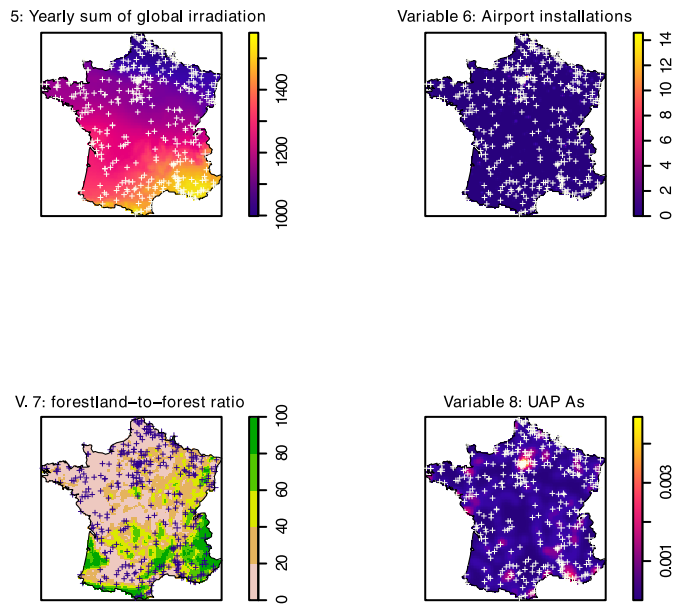 5: Yearly sum of global irradiation
1000 1200 1400
Variable 6: Airport installations
0 2 4 6 8 10 12 14
V. 7: forestland−to−forest ratio
0 20 40 60 80 100
Variable 8: UAP As
0.001 0.003